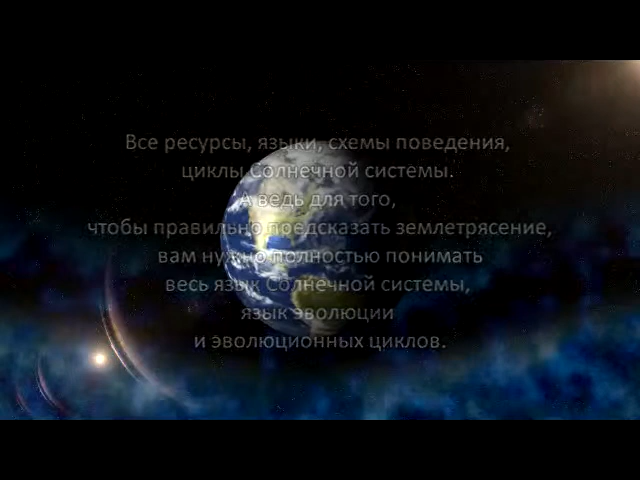 Все ресурсы, языки, схемы поведения,
циклы Солнечной системы.
А ведь для того,
чтобы правильно предсказать землетрясение,
вам нужно полностью понимать
весь язык Солнечной системы,
язык эволюции
и эволюционных циклов.